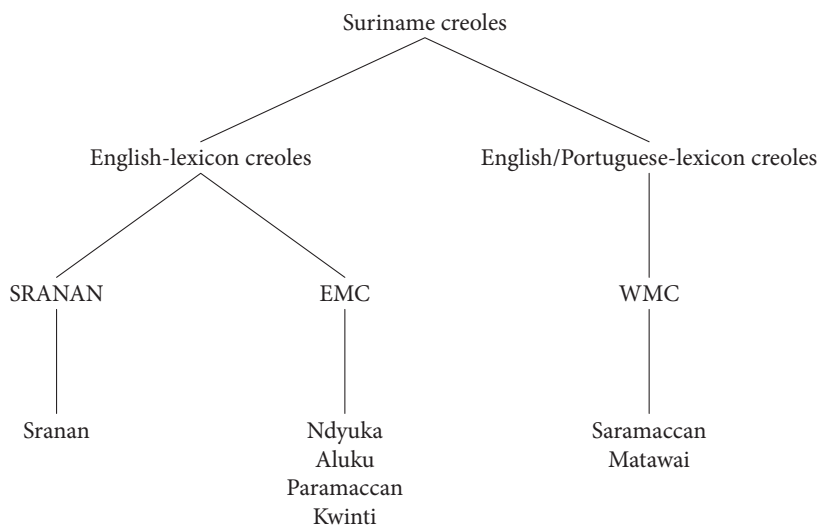 Suriname creoles
English-lexicon creoles
English/Portuguese-lexicon creoles
SRANAN
EMC
WMC
Sranan
Ndyuka
Aluku
Paramaccan
Kwinti
Saramaccan
Matawai